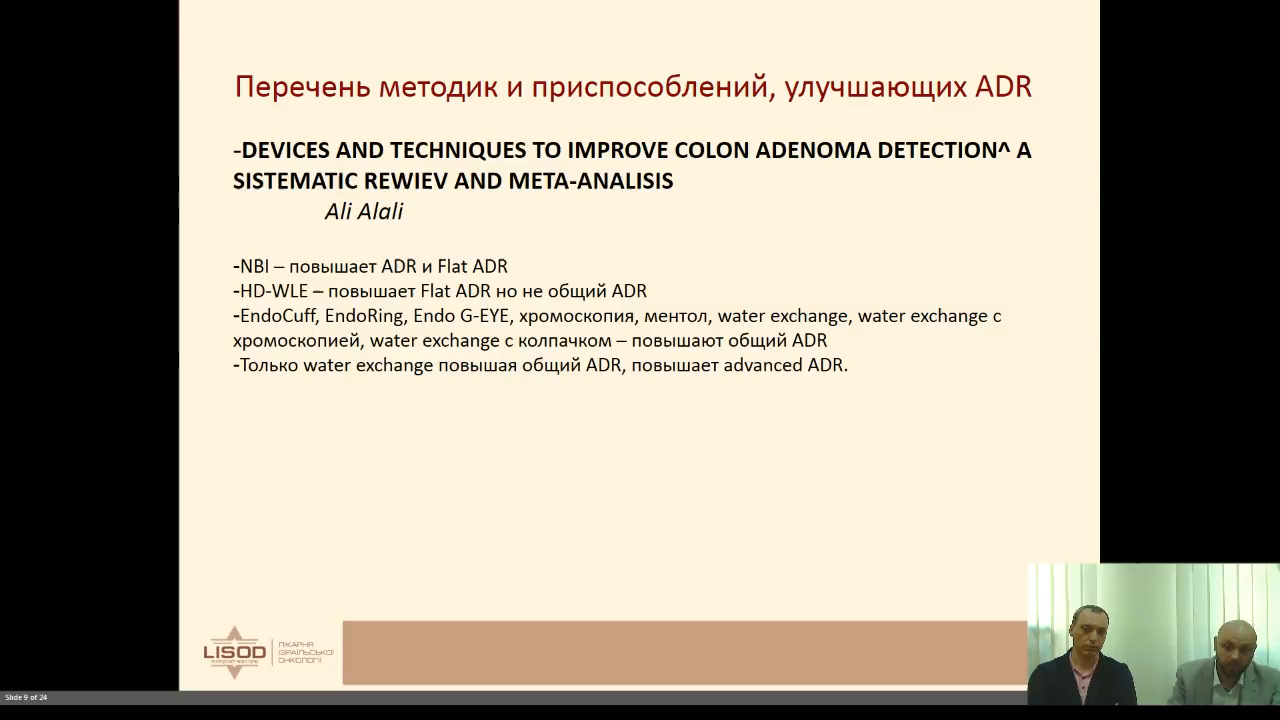 Перечень методик и приспособлений, улучшающих ADR
-DEVICES AND TECHNIQUES TO IMPROVE COLON ADENOMA DETECTION^ A
SISTEMATIC REWIEV AND META-ANALISIS
Ali Alali
-NBI – повышает ADR и Flat ADR
-HD-WLE – повышает Flat ADR но не общий ADR
-EndoCuff, EndoRing, Endo G-EYE, хромоскопия, ментол, water exchange, water exchange с
хромоскопией, water exchange с колпачком – повышают общий ADR
-Только water exchange повышая общий ADR, повышает advanced ADR.
LISOD
ЛІКАРНЯ
ІЗРАЇЛЬСЬКОЇ
ОНКОЛОГІЇ
Slide 9 of 24